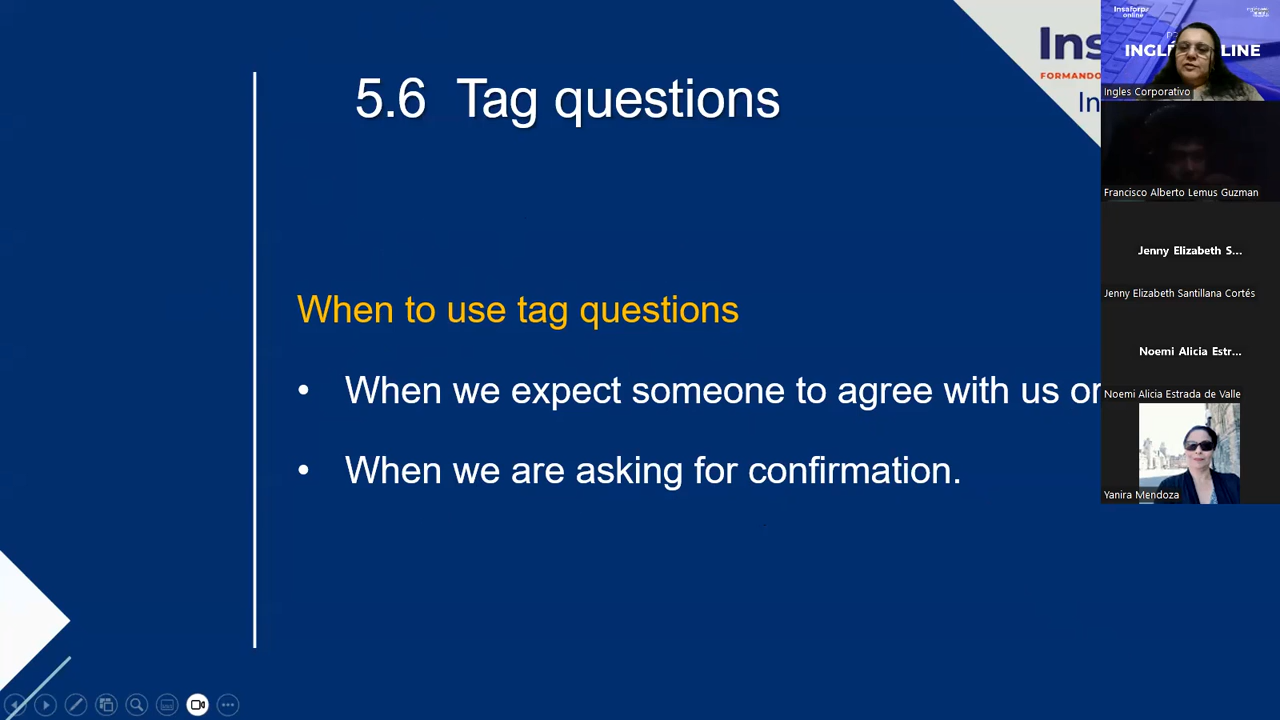 5.6 Tag questions
When to use tag questions
• When we expect someone to agree with us or
• When we are asking for confirmation.
Ins
FORMANDO
In
Insaforp
online
INGLÉ LINE
Ingles Corporativo
Francisco Alberto Lemus Guzman
Jenny Elizabeth S...
Jenny Elizabeth Santillana Cortés
Noemi Alicia Estr...
Noemi Alicia Estrada de Valle
Yanira Mendoza